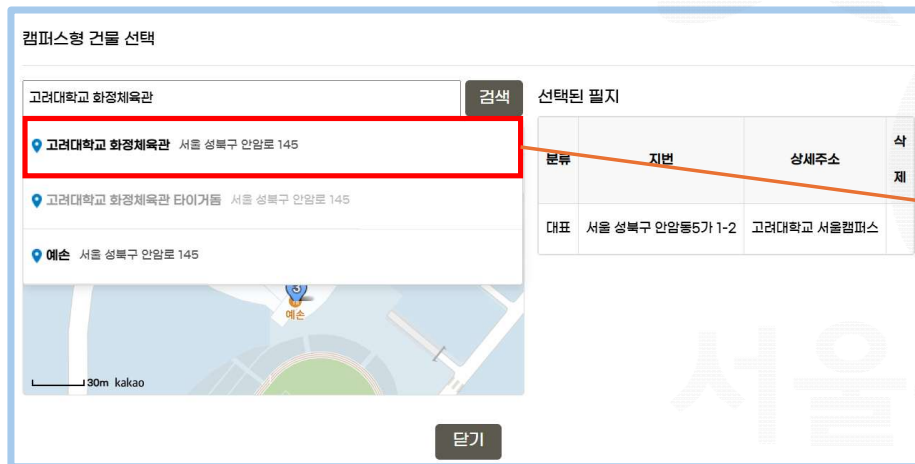 캠퍼스형 건물 선택
고려대학교 화정체육관
검색
고려대학교 화정체육관 서울 성북구 안암로 145
고려대학교 화정체육관 타이거돔 서울 성북구 안암로 145
예손 서울 성북구 안암로 145
3
예손
30m kakao
선택된 필지
분류 지번 상세주소 삭제
대표 서울 성북구 안암동5가 1-2 고려대학교 서울캠퍼스
닫기
서울